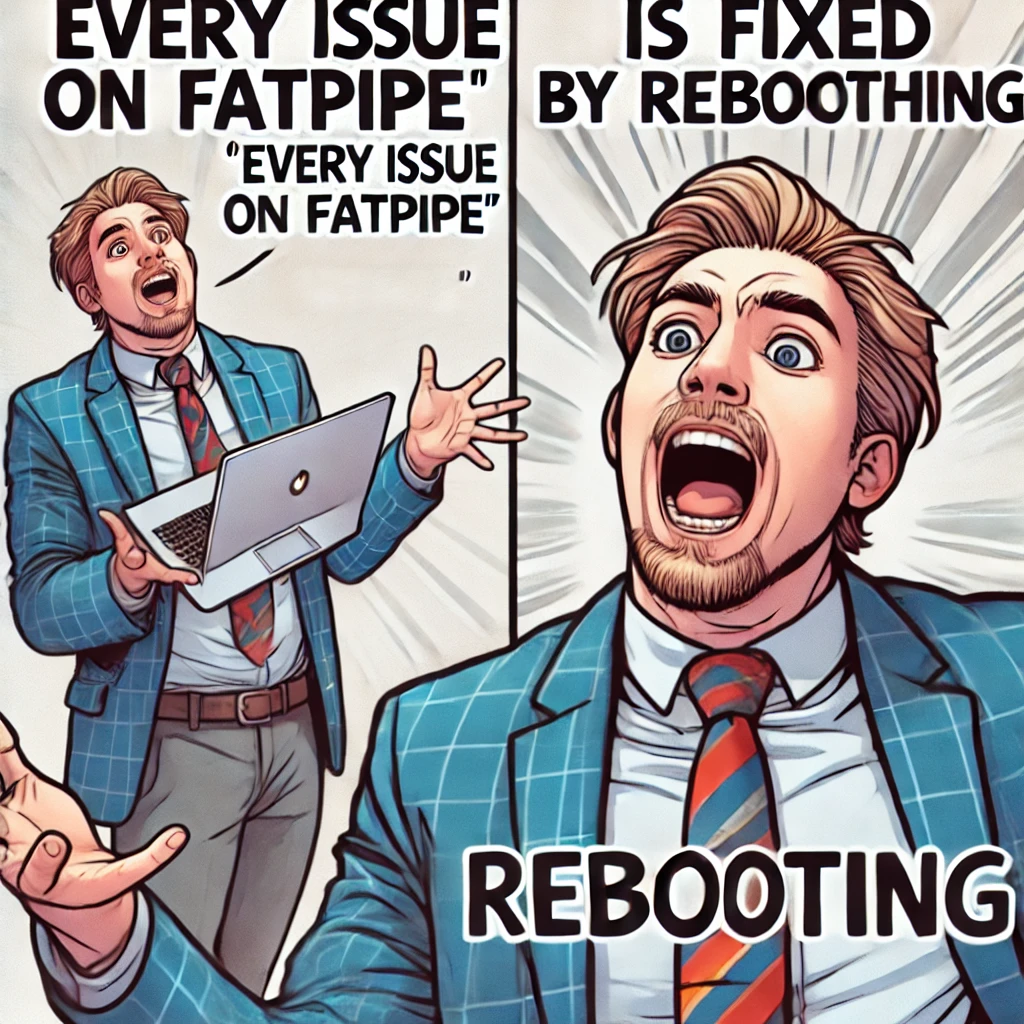 EVERY ISSUE
ON FATPIPE"
"EVERY ISSUE
ON FATPIPE"
"
IS FIXED
BY REBOOTHING
REBOOTING